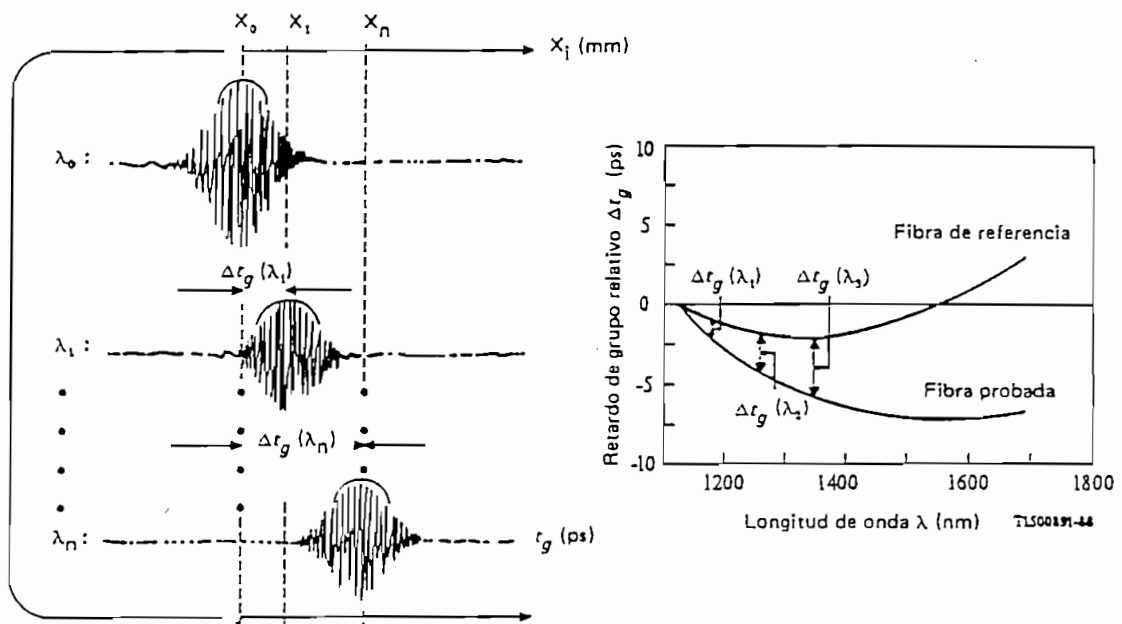 X₀ X₁ Xₙ
Xᵢ (mm)
λ₀ :
Δt_g (λ₁)
λ₁ :
Δt_g (λₙ)
λₙ :
t_g (ps)
Retardo de grupo relativo Δt_g (ps)
10
5
0
-5
-10
Fibra de referencia
Δt_g (λ₁) Δt_g (λ₃)
Δt_g (λ₂)
Fibra probada
1200 1400 1600 1800
Longitud de onda λ (nm)
T1500891-88